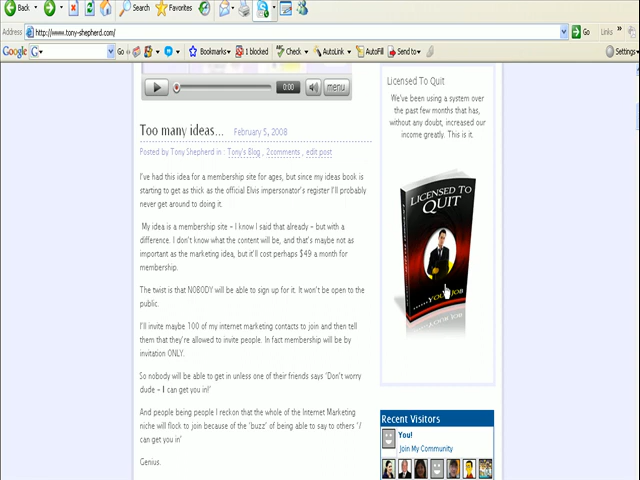 Back
Search
Favorites
Address
http://www.tony-shepherd.com/
Go
Links
Google
G
Go
Bookmarks
1 blocked
Check
AutoLink
AutoFill
Send to
Settings
0:00
menu
Too many ideas... February 5, 2008
Posted by Tony Shepherd in : Tony's Blog , 2comments , edit post
I've had this idea for a membership site for ages, but since my ideas book is
starting to get as thick as the official Elvis impersonator's register I'll probably
never get around to doing it.
My idea is a membership site – I know I said that already – but with a
difference. I don't know what the content will be, and that's maybe not as
important as the marketing idea, but it'll cost perhaps $49 a month for
membership.
The twist is that NOBODY will be able to sign up for it. It won't be open to the
public.
I'll invite maybe 100 of my internet marketing contacts to join and then tell
them that they're allowed to invite people. In fact membership will be by
invitation ONLY.
So nobody will be able to get in unless one of their friends says 'Don't worry
dude – I can get you in!'
And people being people I reckon that the whole of the Internet Marketing
niche will flock to join because of the 'buzz' of being able to say to others '/
can get you in'
Genius.
Licensed To Quit
We've been using a system over
the past few months that has,
without any doubt, increased our
income greatly. This is it.
LICENSED TO
QUIT
......YOUR JOB
Recent Visitors
You!
Join My Community